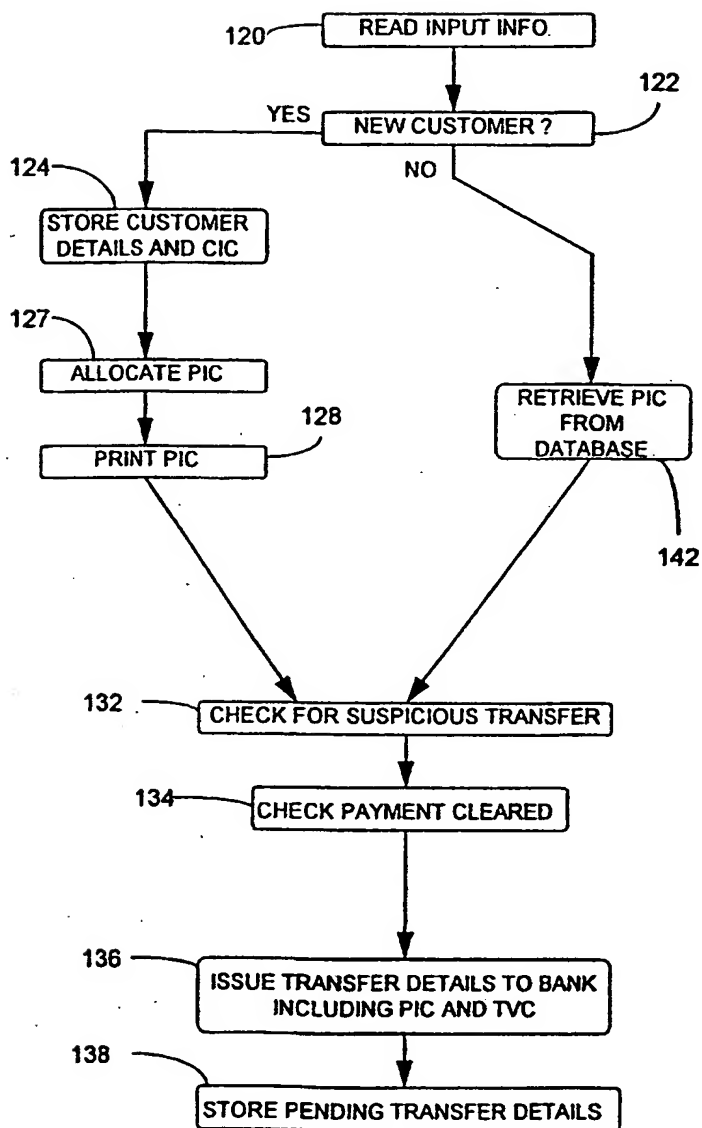 120
READ INPUT INFO.
122
NEW CUSTOMER ?
YES
NO
124
STORE CUSTOMER
DETAILS AND CIC
127
ALLOCATE PIC
128
PRINT PIC
RETRIEVE PIC
FROM
DATABASE
142
132
CHECK FOR SUSPICIOUS TRANSFER
134
CHECK PAYMENT CLEARED
136
ISSUE TRANSFER DETAILS TO BANK
INCLUDING PIC AND TVC
138
STORE PENDING TRANSFER DETAILS